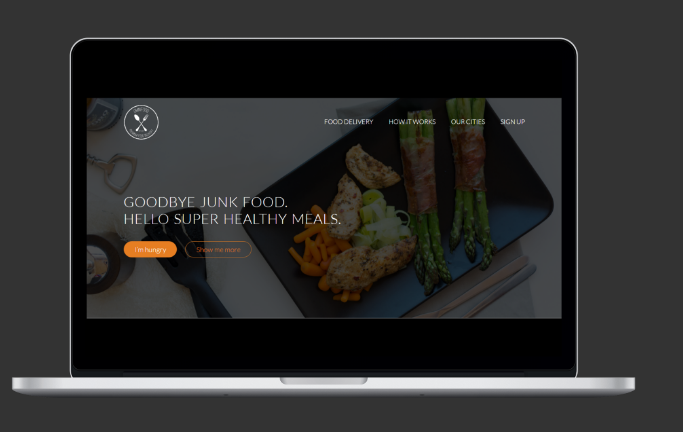 FOOD DELIVERY
HOW IT WORKS
OUR CITIES
SIGN UP
GOODBYE JUNK FOOD.
HELLO SUPER HEALTHY MEALS.
I'm hungry
Show me more